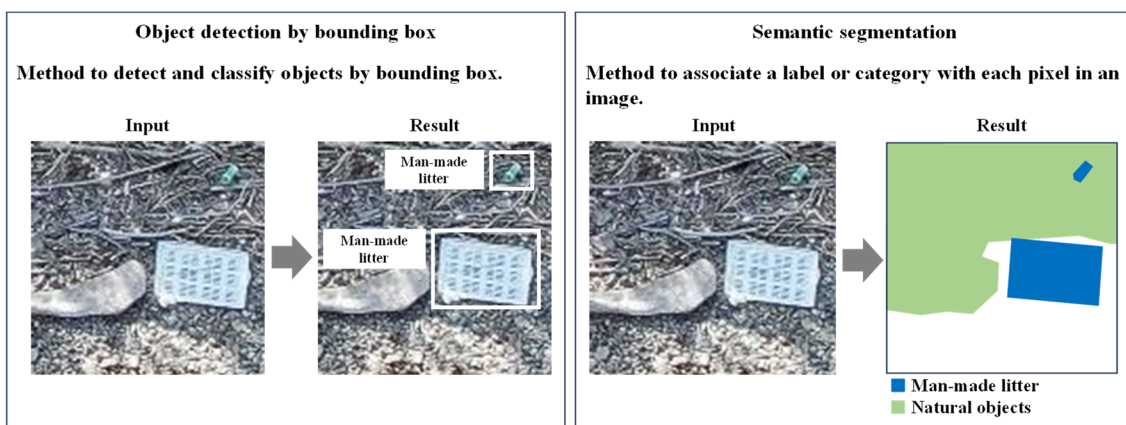 Object detection by bounding box
Method to detect and classify objects by bounding box.
Input
Result
Man-made
litter
Man-made
litter
Semantic segmentation
Method to associate a label or category with each pixel in an
image.
Input
Result
Man-made litter
Natural objects